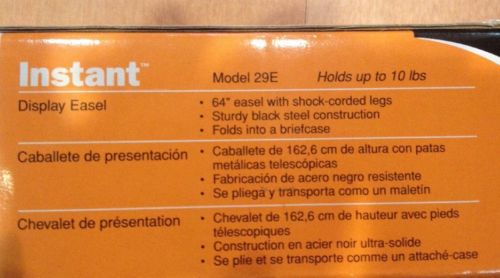 Instant™ Model 29E Holds up to 10 lbs
Display Easel
• 64" easel with shock-corded legs
• Sturdy black steel construction
• Folds into a briefcase
Caballete de presentación
• Caballete de 162,6 cm de altura con patas
metálicas telescópicas
• Fabricación de acero negro resistente
• Se pliega y transporta como un maletín
Chevalet de présentation
• Chevalet de 162,6 cm de hauteur avec pieds
télescopiques
• Construction en acier noir ultra-solide
• Se plie et se transporte comme un attaché-case